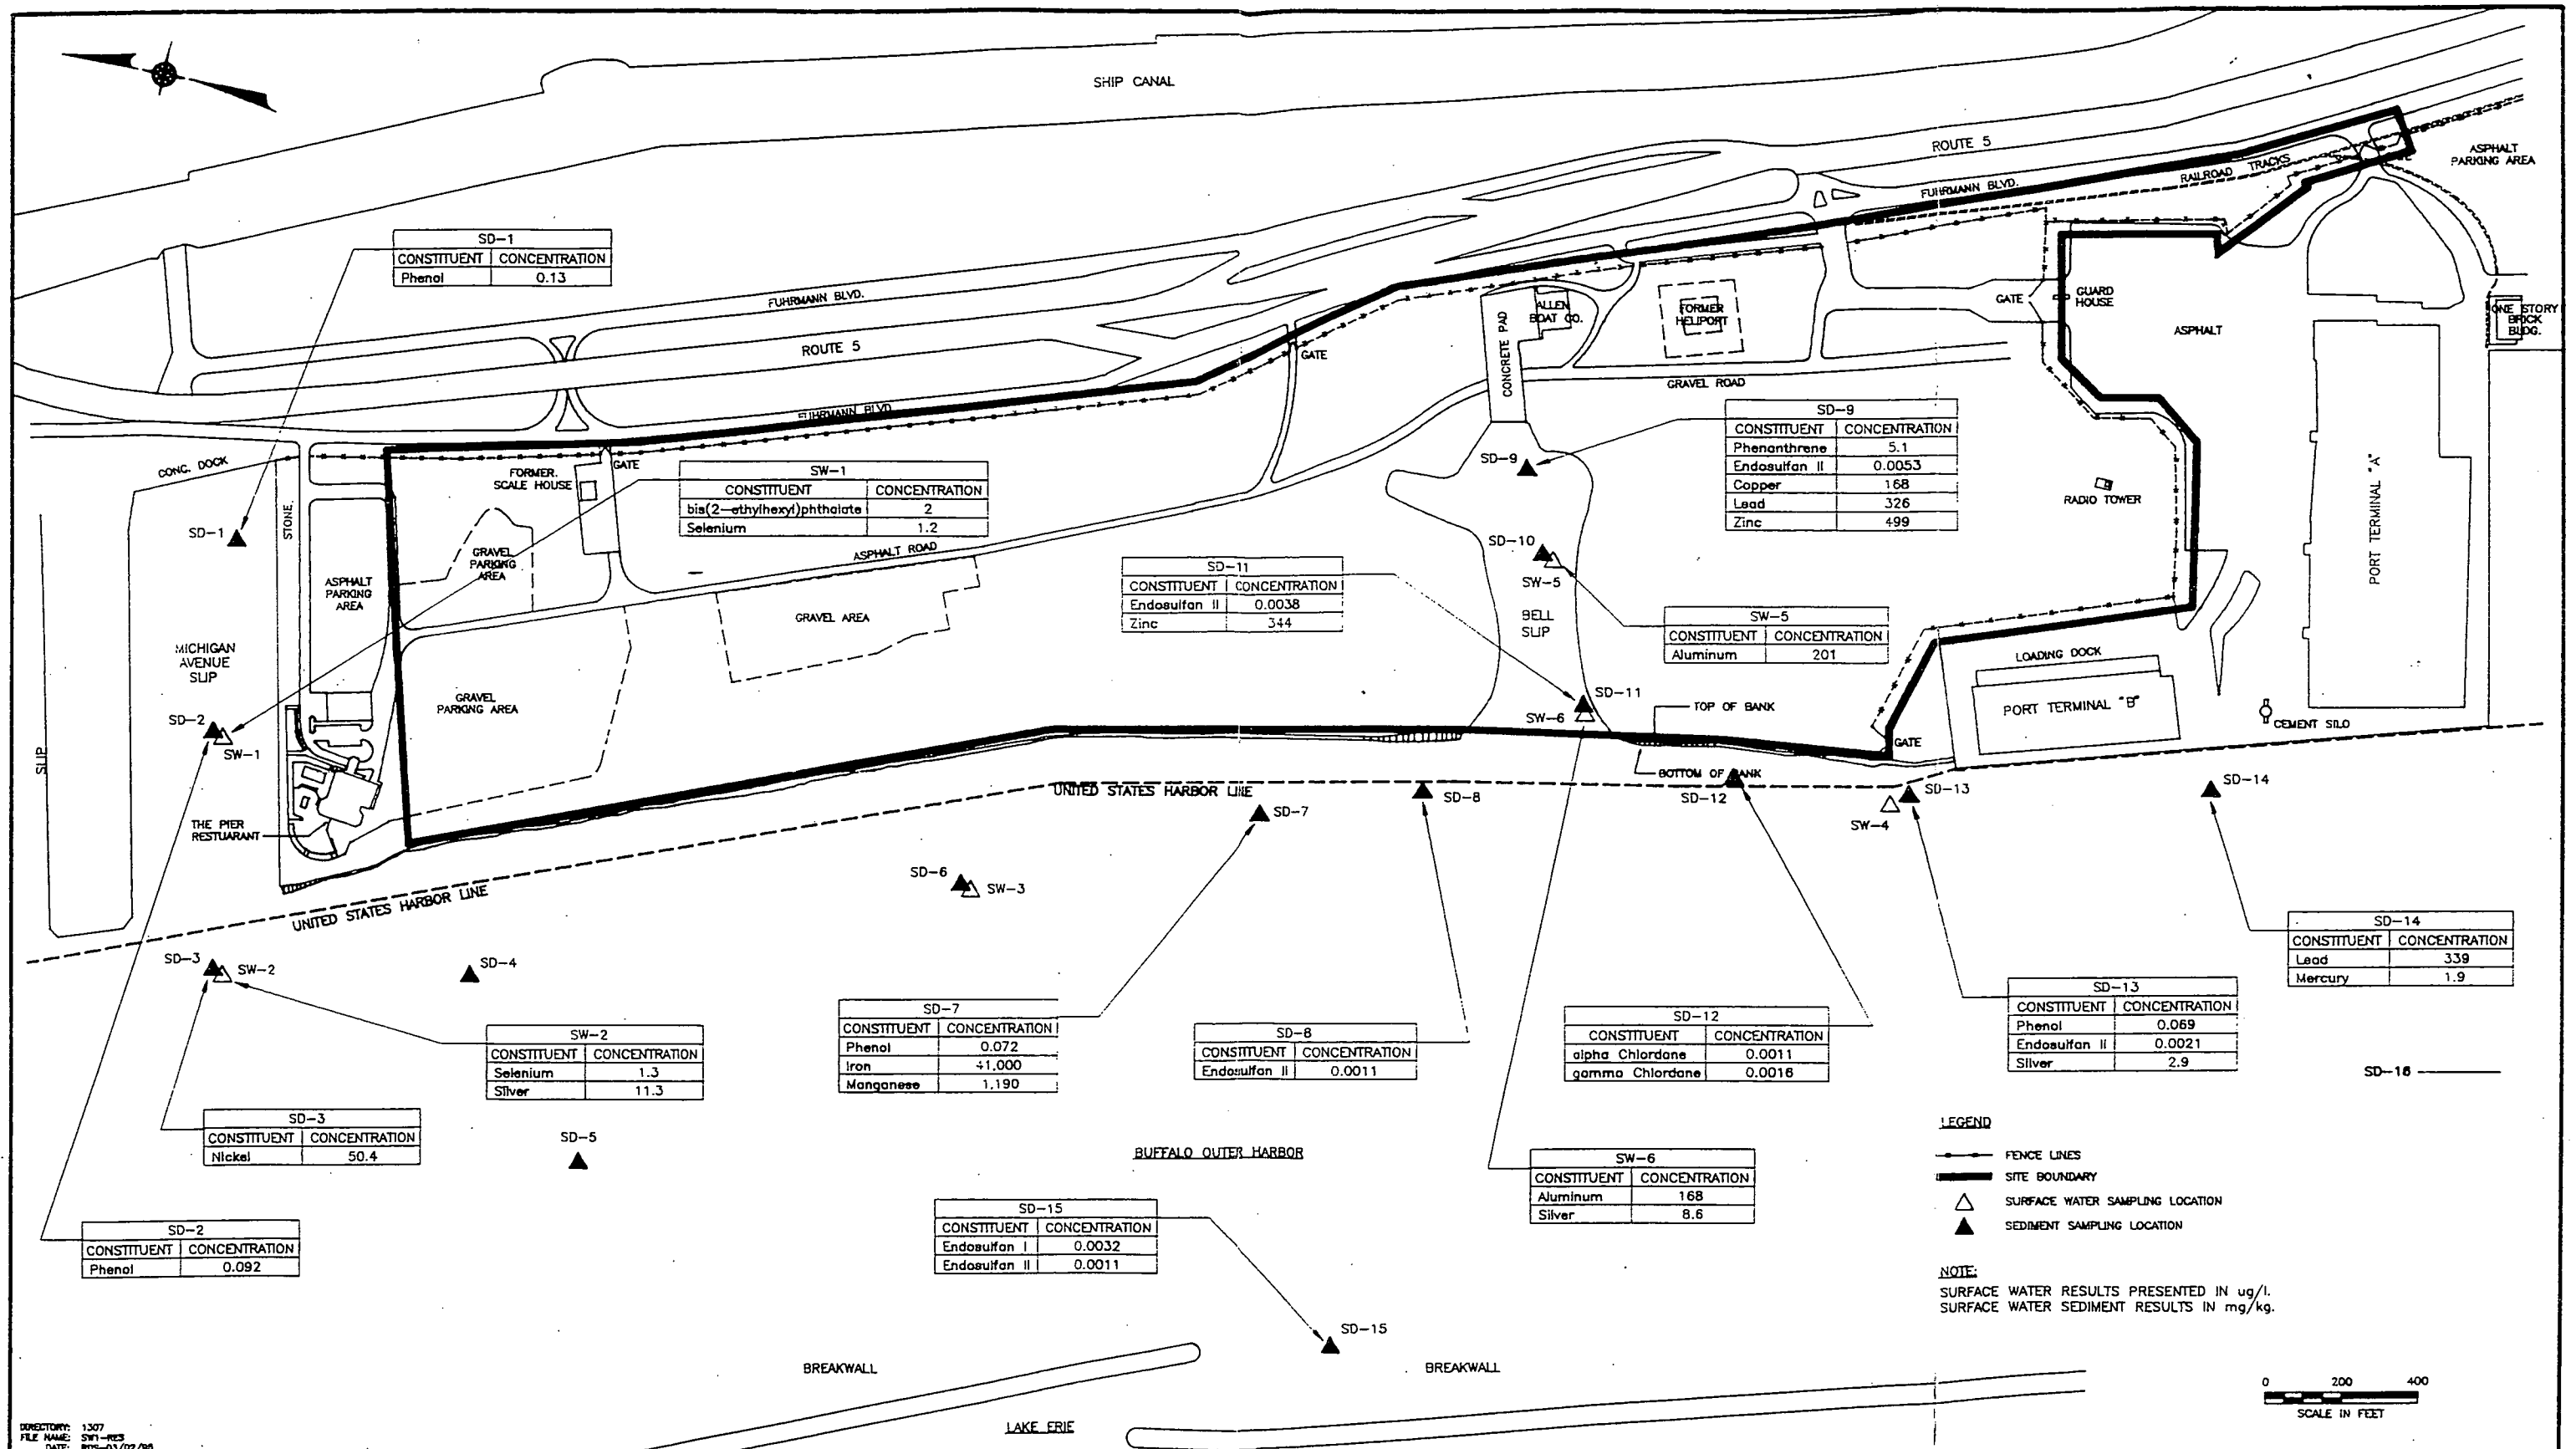 SHIP CANAL
ROUTE 5
FUHRMANN BLVD.
RAILROAD TRACKS
ASPHALT
PARKING AREA
SD-1
CONSTITUENT CONCENTRATION
Phenol 0.13
FUHRMANN BLVD.
ROUTE 5
FUHRMANN BLVD.
GATE
CONCRETE PAD
ALLEN
BOAT CO.
FORMER
HELIPORT
GATE
GUARD
HOUSE
ASPHALT
ONE STORY
BRICK
BLDG.
GRAVEL ROAD
CONC. DOCK
STONE
FORMER
SCALE HOUSE
GATE
SW-1
CONSTITUENT CONCENTRATION
bis(2-ethylhexyl)phthalate 2
Selenium 1.2
SD-9
SD-9
CONSTITUENT CONCENTRATION
Phenanthrene 5.1
Endosulfan II 0.0053
Copper 168
Lead 326
Zinc 499
RADIO TOWER
PORT TERMINAL "A"
SD-1
GRAVEL
PARKING
AREA
ASPHALT
PARKING
AREA
ASPHALT ROAD
GRAVEL AREA
SD-10
SW-5
BELL
SLIP
SD-11
CONSTITUENT CONCENTRATION
Endosulfan II 0.0038
Zinc 344
SW-5
CONSTITUENT CONCENTRATION
Aluminum 201
MICHIGAN
AVENUE
SLIP
SLIP
GRAVEL
PARKING AREA
SD-2
SW-1
SD-11
SW-6
TOP OF BANK
LOADING DOCK
PORT TERMINAL "B"
CEMENT SILO
GATE
BOTTOM OF BANK
UNITED STATES HARBOR LINE
THE PIER
RESTUARANT
SD-7
SD-8
SD-12
SD-13
SW-4
SD-14
SD-6
SW-3
UNITED STATES HARBOR LINE
SD-3
SW-2
SD-4
SD-14
CONSTITUENT CONCENTRATION
Lead 339
Mercury 1.9
SD-13
CONSTITUENT CONCENTRATION
Phenol 0.069
Endosulfan II 0.0021
Silver 2.9
SD-16
SW-2
CONSTITUENT CONCENTRATION
Selenium 1.3
Silver 11.3
SD-7
CONSTITUENT CONCENTRATION
Phenol 0.072
Iron 41,000
Manganese 1,190
SD-8
CONSTITUENT CONCENTRATION
Endosulfan II 0.0011
SD-12
CONSTITUENT CONCENTRATION
alpha Chlordane 0.0011
gamma Chlordane 0.0016
SD-3
CONSTITUENT CONCENTRATION
Nickel 50.4
SD-5
BUFFALO OUTER HARBOR
SW-6
CONSTITUENT CONCENTRATION
Aluminum 168
Silver 8.6
LEGEND
FENCE LINES
SITE BOUNDARY
SURFACE WATER SAMPLING LOCATION
SEDIMENT SAMPLING LOCATION
SD-2
CONSTITUENT CONCENTRATION
Phenol 0.092
SD-15
CONSTITUENT CONCENTRATION
Endosulfan I 0.0032
Endosulfan II 0.0011
NOTE:
SURFACE WATER RESULTS PRESENTED IN ug/l.
SURFACE WATER SEDIMENT RESULTS IN mg/kg.
SD-15
BREAKWALL
BREAKWALL
LAKE ERIE
0 200 400
SCALE IN FEET
DIRECTORY: 1307
FILE NAME: SW1-RES
DATE: